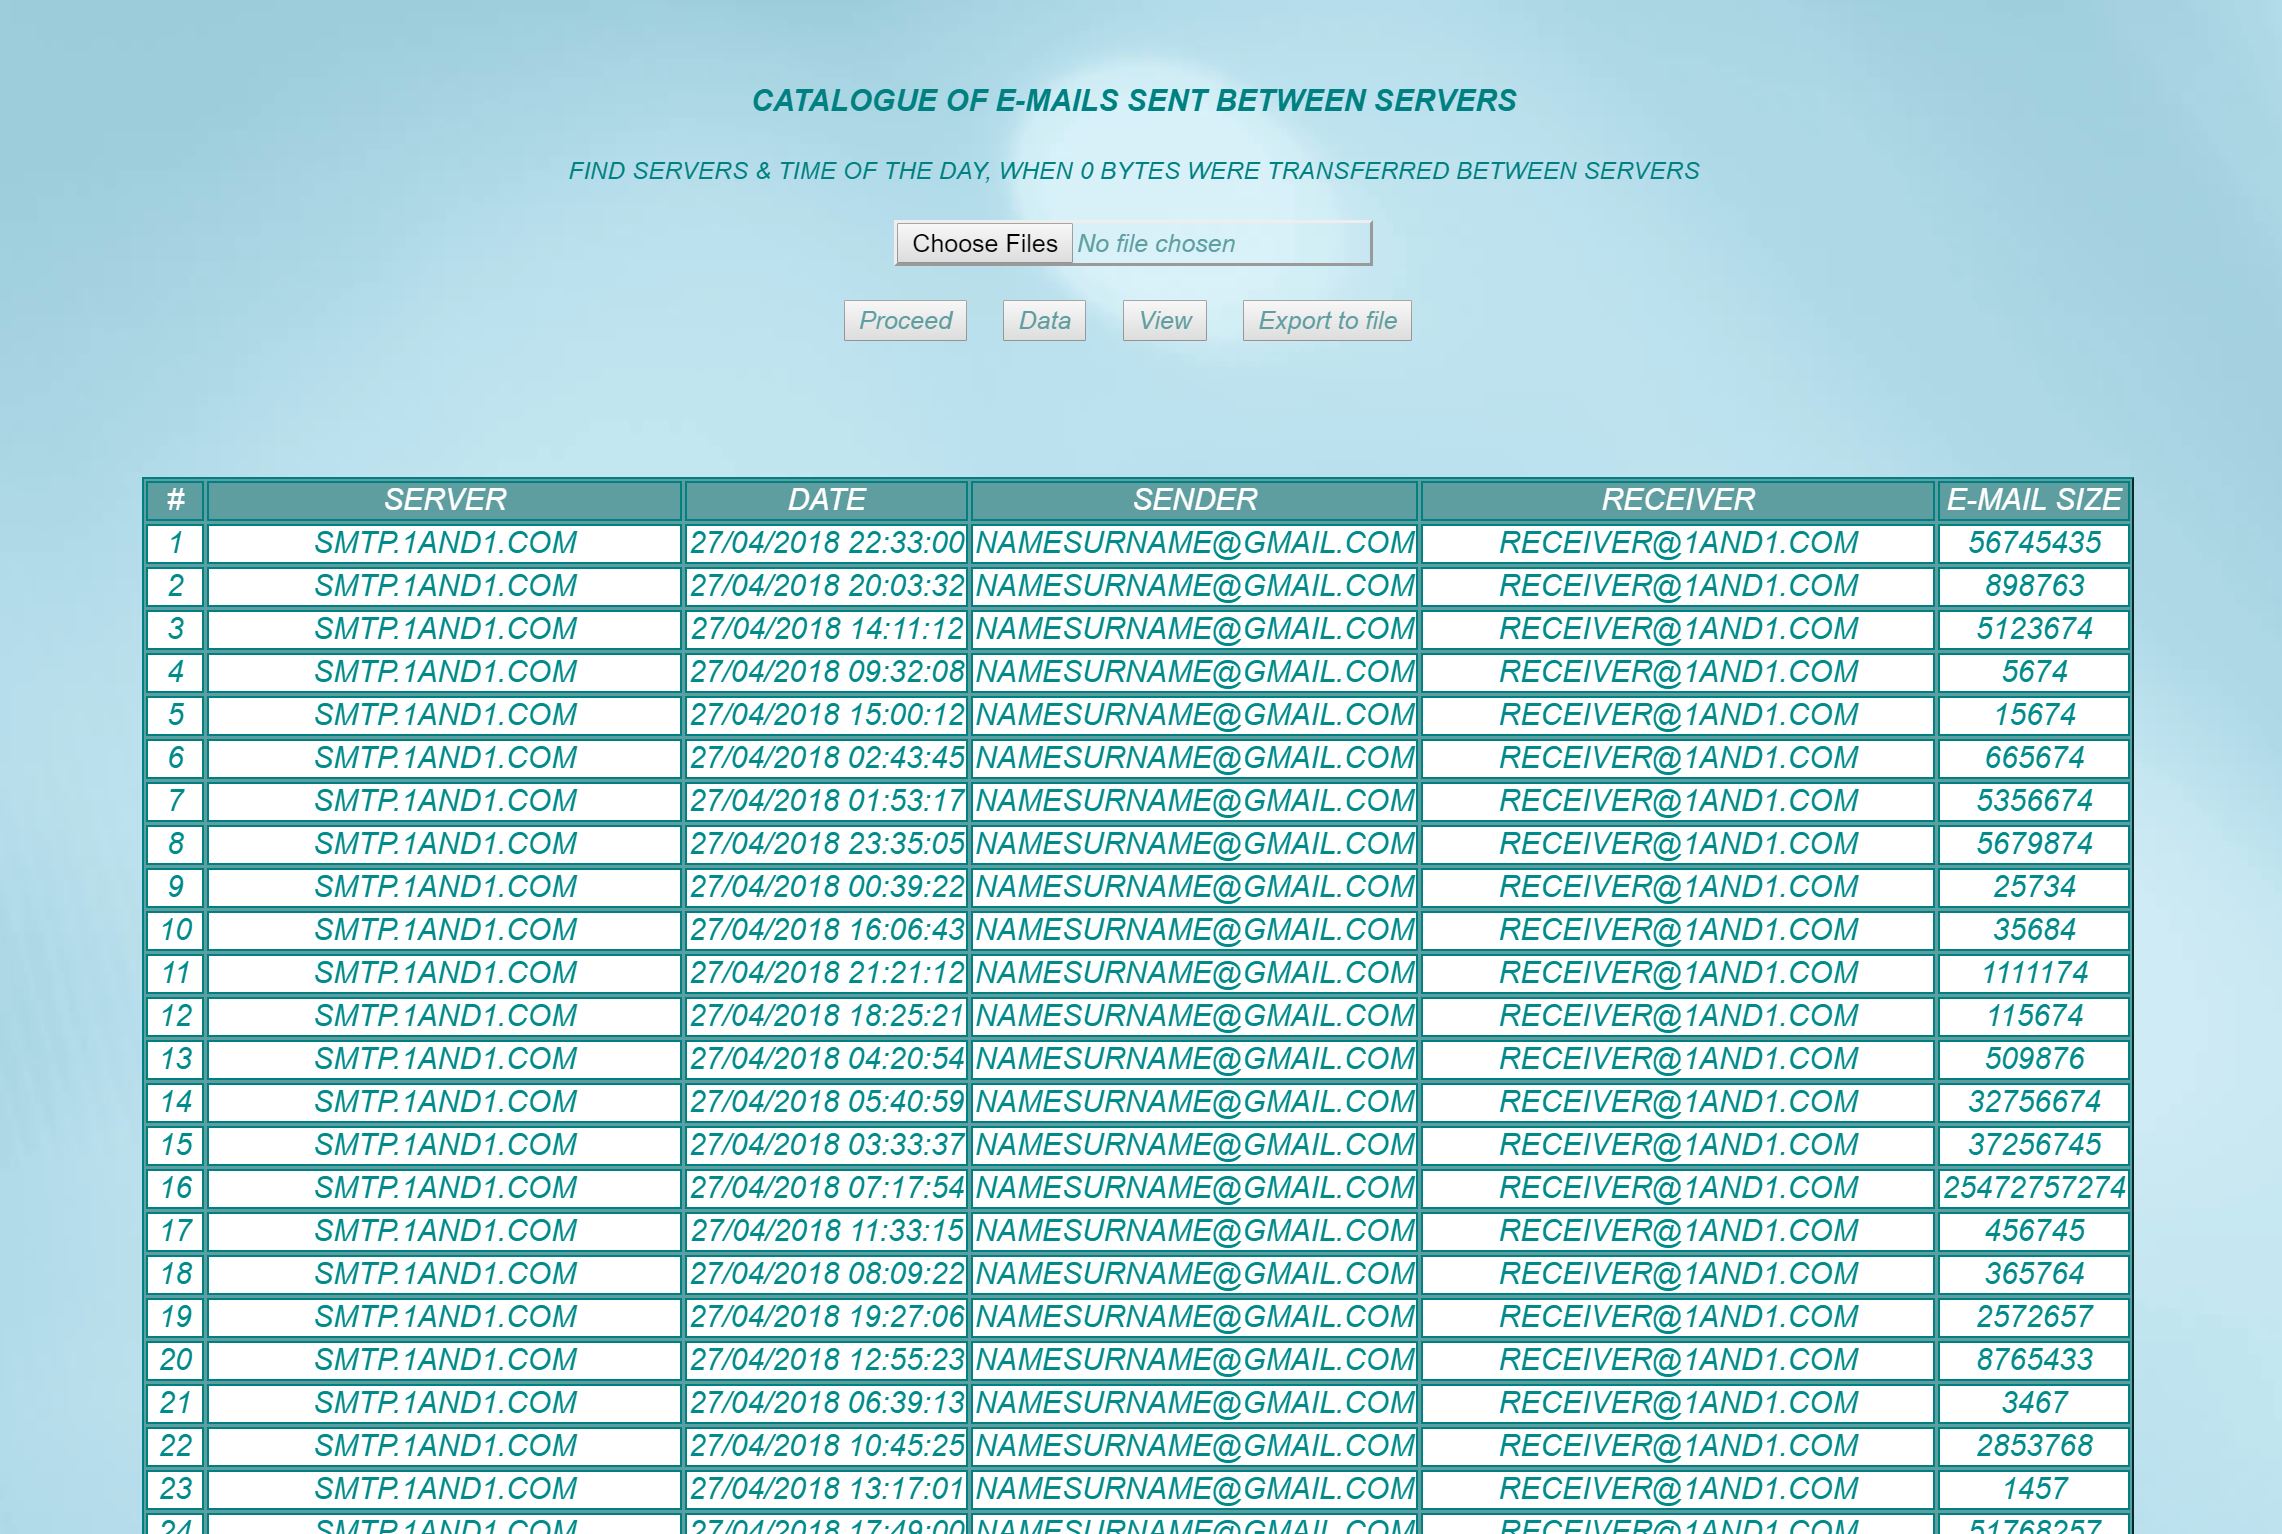 CATALOGUE OF E-MAILS SENT BETWEEN SERVERS
FIND SERVERS & TIME OF THE DAY, WHEN 0 BYTES WERE TRANSFERRED BETWEEN SERVERS
Choose Files No file chosen
Proceed Data View Export to file
# SERVER DATE SENDER RECEIVER E-MAIL SIZE
1 SMTP.1AND1.COM 27/04/2018 22:33:00 NAMESURNAME@GMAIL.COM RECEIVER@1AND1.COM 56745435
2 SMTP.1AND1.COM 27/04/2018 20:03:32 NAMESURNAME@GMAIL.COM RECEIVER@1AND1.COM 898763
3 SMTP.1AND1.COM 27/04/2018 14:11:12 NAMESURNAME@GMAIL.COM RECEIVER@1AND1.COM 5123674
4 SMTP.1AND1.COM 27/04/2018 09:32:08 NAMESURNAME@GMAIL.COM RECEIVER@1AND1.COM 5674
5 SMTP.1AND1.COM 27/04/2018 15:00:12 NAMESURNAME@GMAIL.COM RECEIVER@1AND1.COM 15674
6 SMTP.1AND1.COM 27/04/2018 02:43:45 NAMESURNAME@GMAIL.COM RECEIVER@1AND1.COM 665674
7 SMTP.1AND1.COM 27/04/2018 01:53:17 NAMESURNAME@GMAIL.COM RECEIVER@1AND1.COM 5356674
8 SMTP.1AND1.COM 27/04/2018 23:35:05 NAMESURNAME@GMAIL.COM RECEIVER@1AND1.COM 5679874
9 SMTP.1AND1.COM 27/04/2018 00:39:22 NAMESURNAME@GMAIL.COM RECEIVER@1AND1.COM 25734
10 SMTP.1AND1.COM 27/04/2018 16:06:43 NAMESURNAME@GMAIL.COM RECEIVER@1AND1.COM 35684
11 SMTP.1AND1.COM 27/04/2018 21:21:12 NAMESURNAME@GMAIL.COM RECEIVER@1AND1.COM 1111174
12 SMTP.1AND1.COM 27/04/2018 18:25:21 NAMESURNAME@GMAIL.COM RECEIVER@1AND1.COM 115674
13 SMTP.1AND1.COM 27/04/2018 04:20:54 NAMESURNAME@GMAIL.COM RECEIVER@1AND1.COM 509876
14 SMTP.1AND1.COM 27/04/2018 05:40:59 NAMESURNAME@GMAIL.COM RECEIVER@1AND1.COM 32756674
15 SMTP.1AND1.COM 27/04/2018 03:33:37 NAMESURNAME@GMAIL.COM RECEIVER@1AND1.COM 37256745
16 SMTP.1AND1.COM 27/04/2018 07:17:54 NAMESURNAME@GMAIL.COM RECEIVER@1AND1.COM 25472757274
17 SMTP.1AND1.COM 27/04/2018 11:33:15 NAMESURNAME@GMAIL.COM RECEIVER@1AND1.COM 456745
18 SMTP.1AND1.COM 27/04/2018 08:09:22 NAMESURNAME@GMAIL.COM RECEIVER@1AND1.COM 365764
19 SMTP.1AND1.COM 27/04/2018 19:27:06 NAMESURNAME@GMAIL.COM RECEIVER@1AND1.COM 2572657
20 SMTP.1AND1.COM 27/04/2018 12:55:23 NAMESURNAME@GMAIL.COM RECEIVER@1AND1.COM 8765433
21 SMTP.1AND1.COM 27/04/2018 06:39:13 NAMESURNAME@GMAIL.COM RECEIVER@1AND1.COM 3467
22 SMTP.1AND1.COM 27/04/2018 10:45:25 NAMESURNAME@GMAIL.COM RECEIVER@1AND1.COM 2853768
23 SMTP.1AND1.COM 27/04/2018 13:17:01 NAMESURNAME@GMAIL.COM RECEIVER@1AND1.COM 1457
24 SMTP.1AND1.COM 27/04/2018 17:49:00 NAMESURNAME@GMAIL.COM RECEIVER@1AND1.COM 51768257